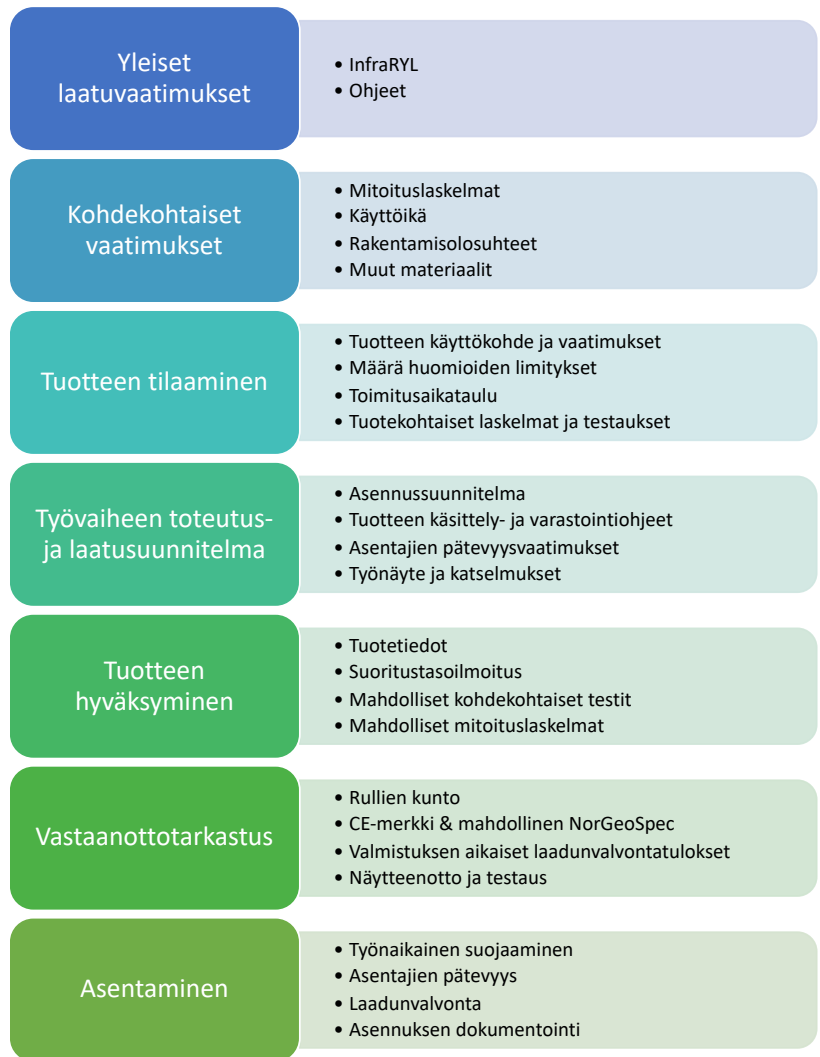 Yleiset
laatuvaatimukset
• InfraRYL
• Ohjeet
Kohdekohtaiset
vaatimukset
• Mitoituslaskelmat
• Käyttöikä
• Rakentamisolosuhteet
• Muut materiaalit
Tuotteen tilaaminen
• Tuotteen käyttökohde ja vaatimukset
• Määrä huomioiden limitykset
• Toimitusaikataulu
• Tuotekohtaiset laskelmat ja testaukset
Työvaiheen toteutus-
ja laatusuunnitelma
• Asennussuunnitelma
• Tuotteen käsittely- ja varastointiohjeet
• Asentajien pätevyysvaatimukset
• Työnäyte ja katselmukset
Tuotteen
hyväksyminen
• Tuotetiedot
• Suoritustasoilmoitus
• Mahdolliset kohdekohtaiset testit
• Mahdolliset mitoituslaskelmat
Vastaanottotarkastus
• Rullien kunto
• CE-merkki & mahdollinen NorGeoSpec
• Valmistuksen aikaiset laadunvalvontatulokset
• Näytteenotto ja testaus
Asentaminen
• Työnaikainen suojaaminen
• Asentajien pätevyys
• Laadunvalvonta
• Asennuksen dokumentointi